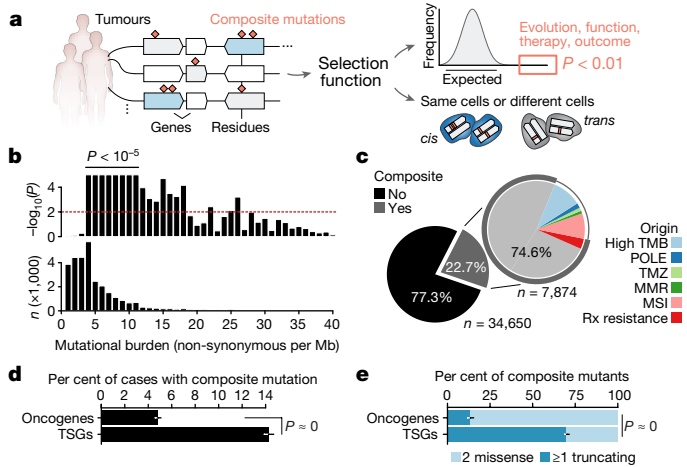 a
Tumours
Composite mutations
Genes
Residues
Selection
function
Frequency
Expected
Evolution, function,
therapy, outcome
P < 0.01
Same cells or different cells
cis
trans
b
P < 10⁻⁵
−log₁₀(P)
4
2
0
n (×1,000)
4
2
0
0 5 10 15 20 25 30 35 40
Mutational burden (non-synonymous per Mb)
c
Composite
No
Yes
77.3%
22.7%
n = 34,650
74.6%
n = 7,874
Origin
High TMB
POLE
TMZ
MMR
MSI
Rx resistance
d
Per cent of cases with composite mutation
0 2 4 6 8 10 12 14
Oncogenes
TSGs
P ≈ 0
e
Per cent of composite mutants
0 25 50 75 100
Oncogenes
TSGs
P ≈ 0
2 missense
≥1 truncating